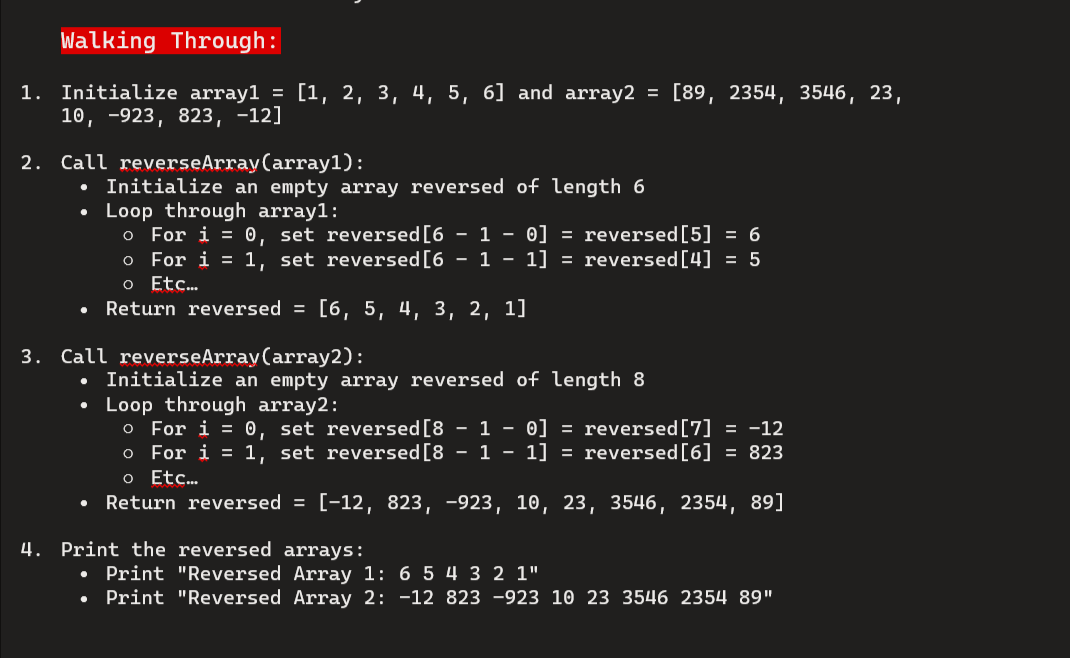 Walking Through:
1. Initialize array1 = [1, 2, 3, 4, 5, 6] and array2 = [89, 2354, 3546, 23,
10, -923, 823, -12]
2. Call reverseArray(array1):
• Initialize an empty array reversed of length 6
• Loop through array1:
o For i = 0, set reversed[6 - 1 - 0] = reversed[5] = 6
o For i = 1, set reversed[6 - 1 - 1] = reversed[4] = 5
o Etc…
• Return reversed = [6, 5, 4, 3, 2, 1]
3. Call reverseArray(array2):
• Initialize an empty array reversed of length 8
• Loop through array2:
o For i = 0, set reversed[8 - 1 - 0] = reversed[7] = -12
o For i = 1, set reversed[8 - 1 - 1] = reversed[6] = 823
o Etc…
• Return reversed = [-12, 823, -923, 10, 23, 3546, 2354, 89]
4. Print the reversed arrays:
• Print "Reversed Array 1: 6 5 4 3 2 1"
• Print "Reversed Array 2: -12 823 -923 10 23 3546 2354 89"